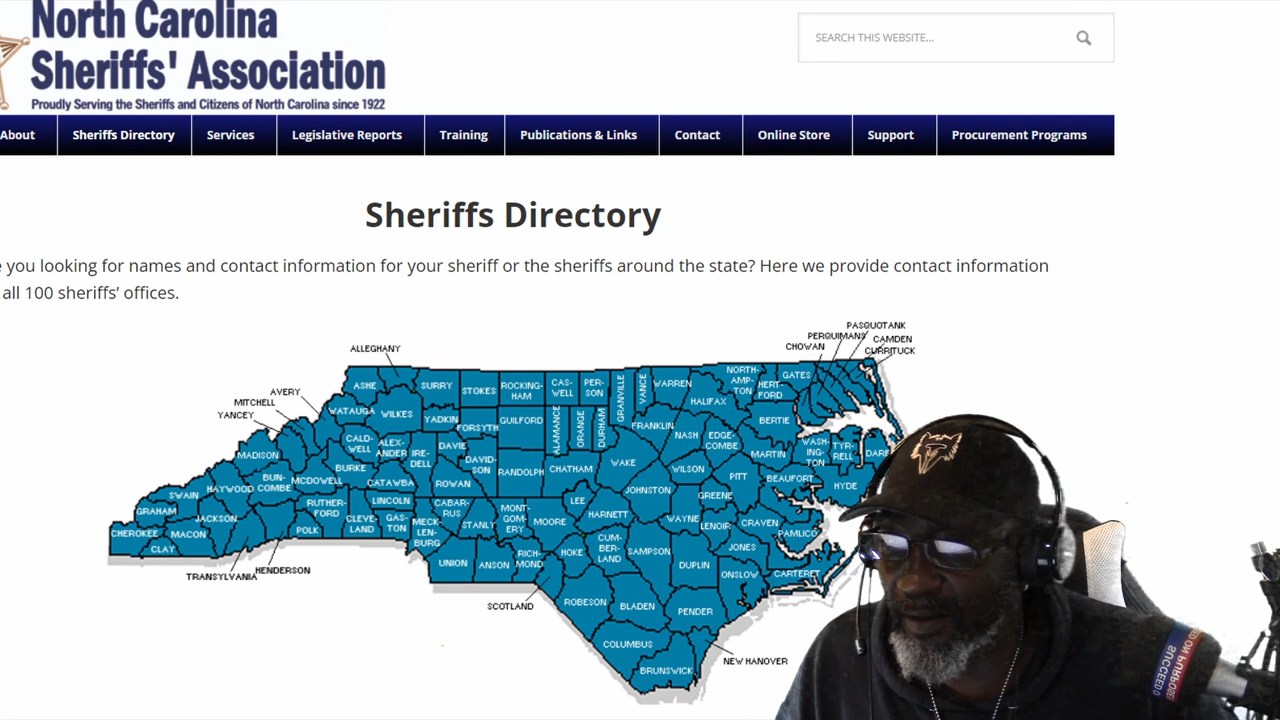 North Carolina
Sheriffs' Association
Proudly Serving the Sheriffs and Citizens of North Carolina since 1922
SEARCH THIS WEBSITE...
About
Sheriffs Directory
Services
Legislative Reports
Training
Publications & Links
Contact
Online Store
Support
Procurement Programs
Sheriffs Directory
you looking for names and contact information for your sheriff or the sheriffs around the state? Here we provide contact information
all 100 sheriffs' offices.
PASQUOTANK
PERQUIMANS
CAMDEN
CHOWAN
CURRITUCK
ALLEGHANY
ASHE
SURRY
STOKES
ROCKING-
HAM
CAS-
WELL
PER-
SON
GRANVILLE
VANCE
WARREN
NORTH-
AMP-
TON
HERT-
FORD
GATES
AVERY
MITCHELL
YANCEY
WATAUGA
WILKES
YADKIN
FORSYTH
GUILFORD
ALAMANCE
ORANGE
DURHAM
FRANKLIN
HALIFAX
BERTIE
NASH
EDGE-
COMBE
MARTIN
WASH-
ING-
TON
TYR-
RELL
DARE
MADISON
CALD-
WELL
ALEX-
ANDER
IRE-
DELL
DAVIE
DAVID-
SON
RANDOLPH
CHATHAM
WAKE
WILSON
PITT
BEAUFORT
HYDE
SWAIN
HAYWOOD
BUN-
COMBE
MCDOWELL
BURKE
CATAWBA
ROWAN
JOHNSTON
GREENE
GRAHAM
JACKSON
RUTHER-
FORD
LINCOLN
CABAR-
RUS
MONT-
GOM-
ERY
LEE
HARNETT
WAYNE
LENOIR
CRAVEN
PAMLICO
CHEROKEE
MACON
CLAY
POLK
CLEVE-
LAND
GAS-
TON
MECK-
LEN-
BURG
STANLY
MOORE
CUM-
BER-
LAND
SAMPSON
JONES
TRANSYLVANIA
HENDERSON
UNION
ANSON
RICH-
MOND
HOKE
DUPLIN
ONSLOW
CARTERET
SCOTLAND
ROBESON
BLADEN
PENDER
COLUMBUS
BRUNSWICK
NEW HANOVER
SUCCEED
ON PURPOSE